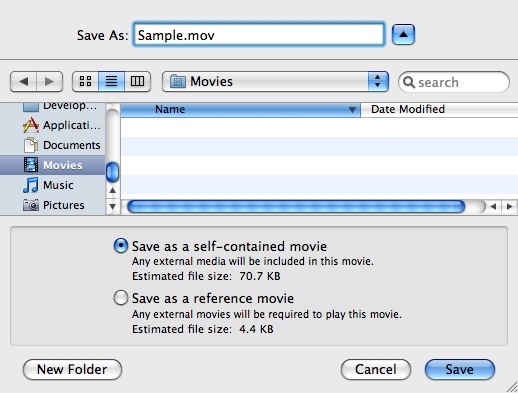 Save As: Sample.mov
Movies search
Name Date Modified
Develop...
Applicati...
Documents
Movies
Music
Pictures
Save as a self-contained movie
Any external media will be included in this movie.
Estimated file size: 70.7 KB
Save as a reference movie
Any external movies will be required to play this movie.
Estimated file size: 4.4 KB
New Folder Cancel Save